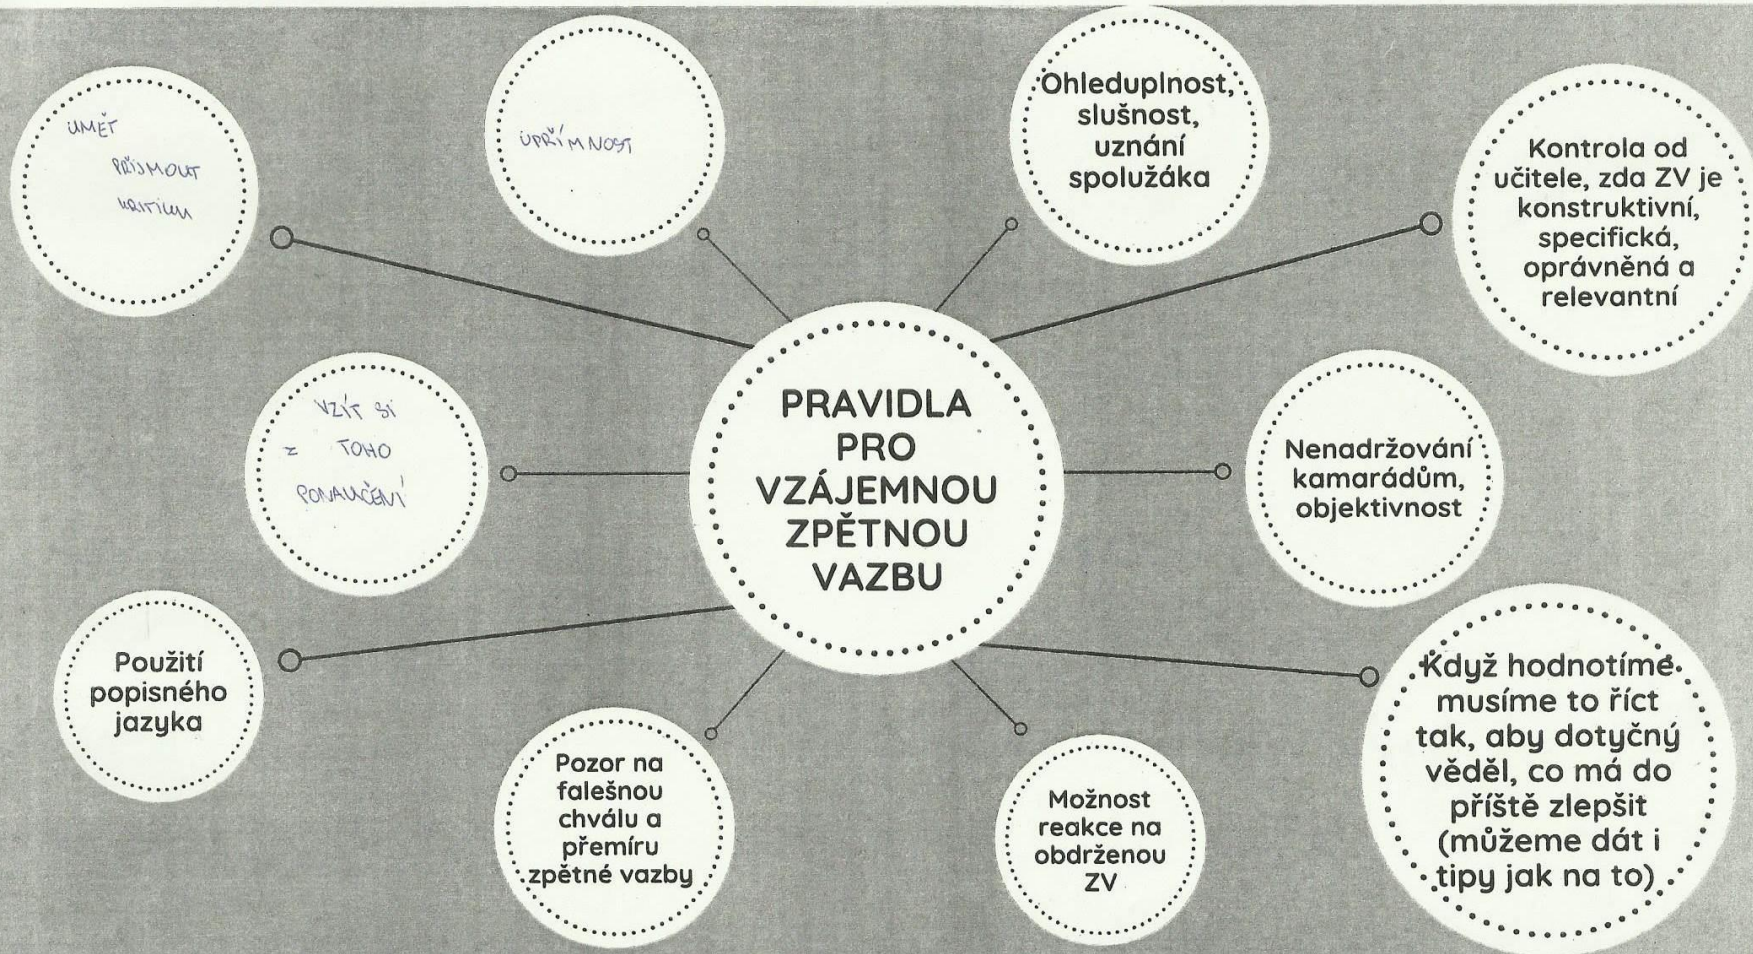 UMĚT
PŘIJMOUT
KRITIKU
UPŘÍMNOST
Ohleduplnost,
slušnost,
uznání
spolužáka
Kontrola od
učitele, zda ZV je
konstruktivní,
specifická,
oprávněná a
relevantní
VZÍT SI
Z TOHO
PONAUČENÍ
PRAVIDLA
PRO
VZÁJEMNOU
ZPĚTNOU
VAZBU
Nenadržování
kamarádům,
objektivnost
Použití
popisného
jazyka
Pozor na
falešnou
chválu a
přemíru
zpětné vazby
Možnost
reakce na
obdrženou
ZV
Když hodnotíme
musíme to říct
tak, aby dotyčný
věděl, co má do
příště zlepšit
(můžeme dát i
tipy jak na to)